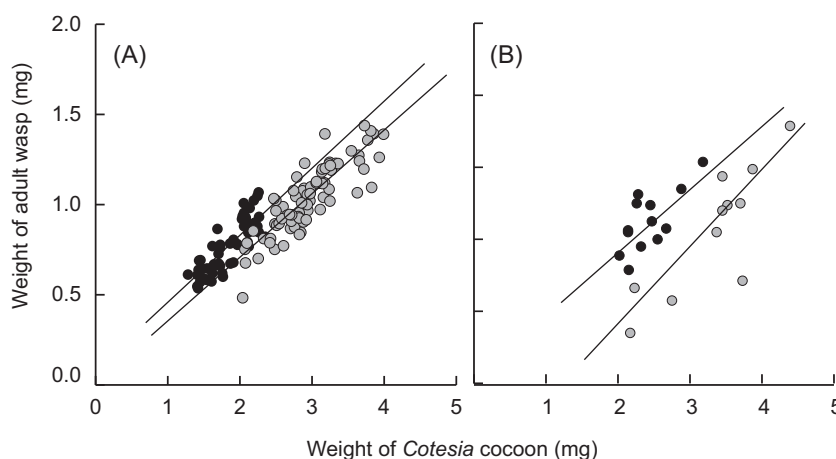 2.0
(A)
(B)
1.5
1.0
0.5
0.0
0 1 2 3 4 5
1 2 3 4 5
Weight of adult wasp (mg)
Weight of Cotesia cocoon (mg)